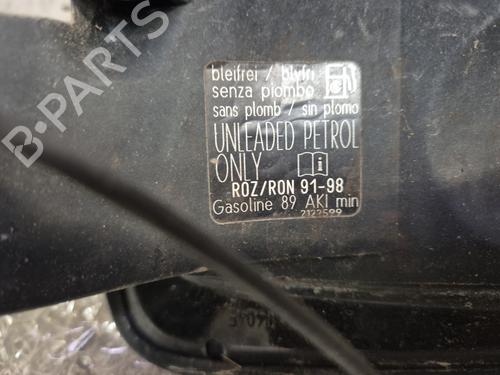 B-PARTS
bleifrei / blyfri
senza piombo
sans plomb / sin plomo
UNLEADED PETROL
ONLY
ROZ/RON 91-98
Gasoline 89 AKI min
2122599